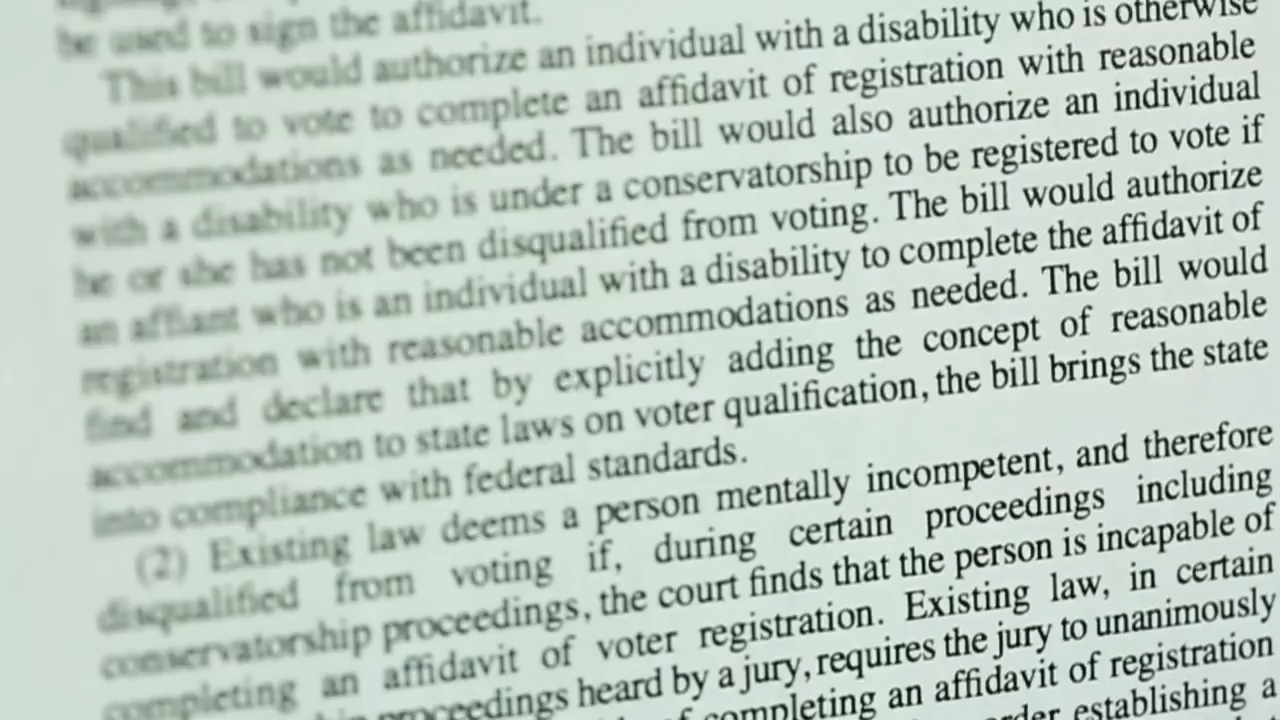 be used to sign the affidavit.
This bill would authorize an individual with a disability who is otherwise
qualified to vote to complete an affidavit of registration with reasonable
accommodations as needed. The bill would also authorize an individual
with a disability who is under a conservatorship to be registered to vote if
he or she has not been disqualified from voting. The bill would authorize
an affiant who is an individual with a disability to complete the affidavit of
registration with reasonable accommodations as needed. The bill would
find and declare that by explicitly adding the concept of reasonable
accommodation to state laws on voter qualification, the bill brings the state
into compliance with federal standards.
(2) Existing law deems a person mentally incompetent, and therefore
disqualified from voting if, during certain proceedings including
conservatorship proceedings, the court finds that the person is incapable of
completing an affidavit of voter registration. Existing law, in certain
proceedings heard by a jury, requires the jury to unanimously
completing an affidavit of registration
establishing a